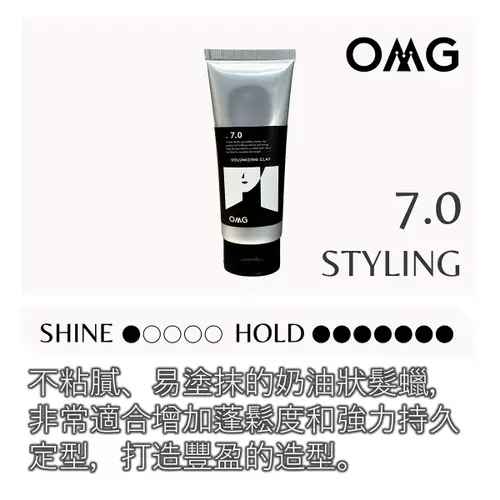 OMG
7.0
VOLUMIZING CLAY
OMG
7.0
STYLING
SHINE ●○○○○ HOLD ●●●●●●●
不粘膩、易塗抹的奶油狀髮蠟,
非常適合增加蓬鬆度和強力持久
定型, 打造豐盈的造型。